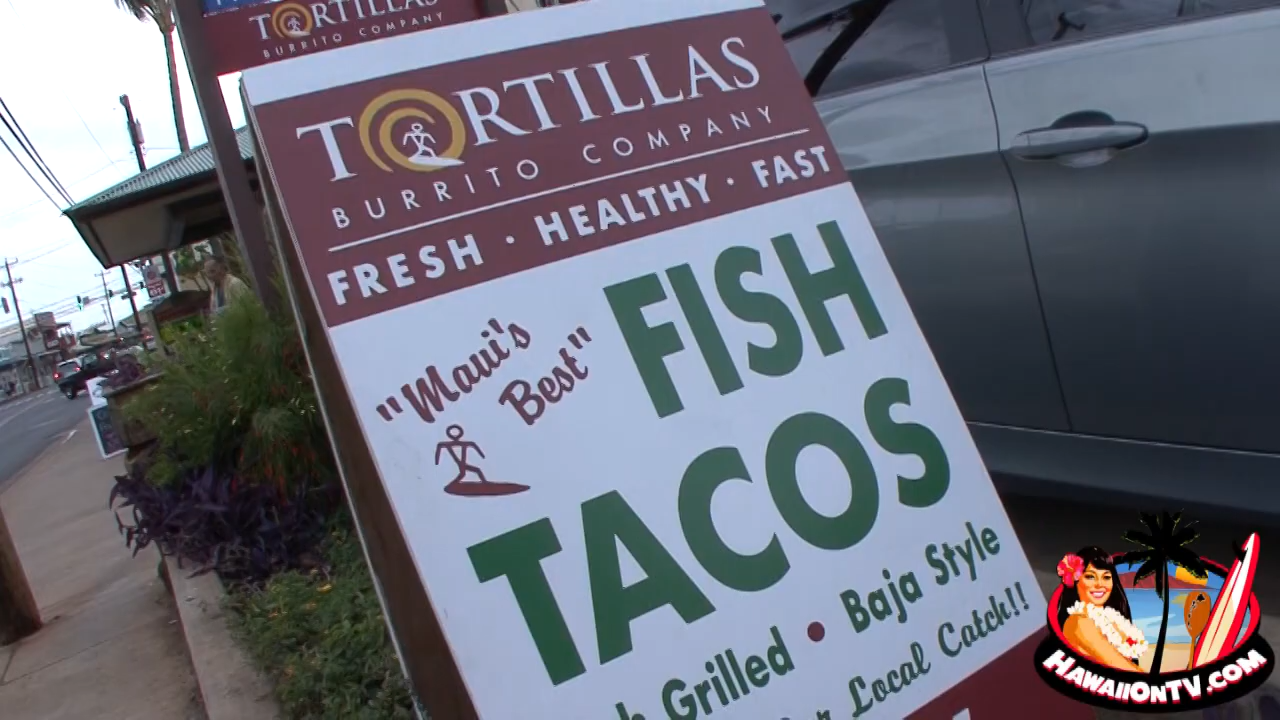 TORTILLAS
BURRITO COMPANY
TORTILLAS
BURRITO COMPANY
FRESH · HEALTHY · FAST
"Maui's
Best"
FISH
TACOS
Grilled • Baja Style
Local Catch!!
HAWAIIONTV.COM